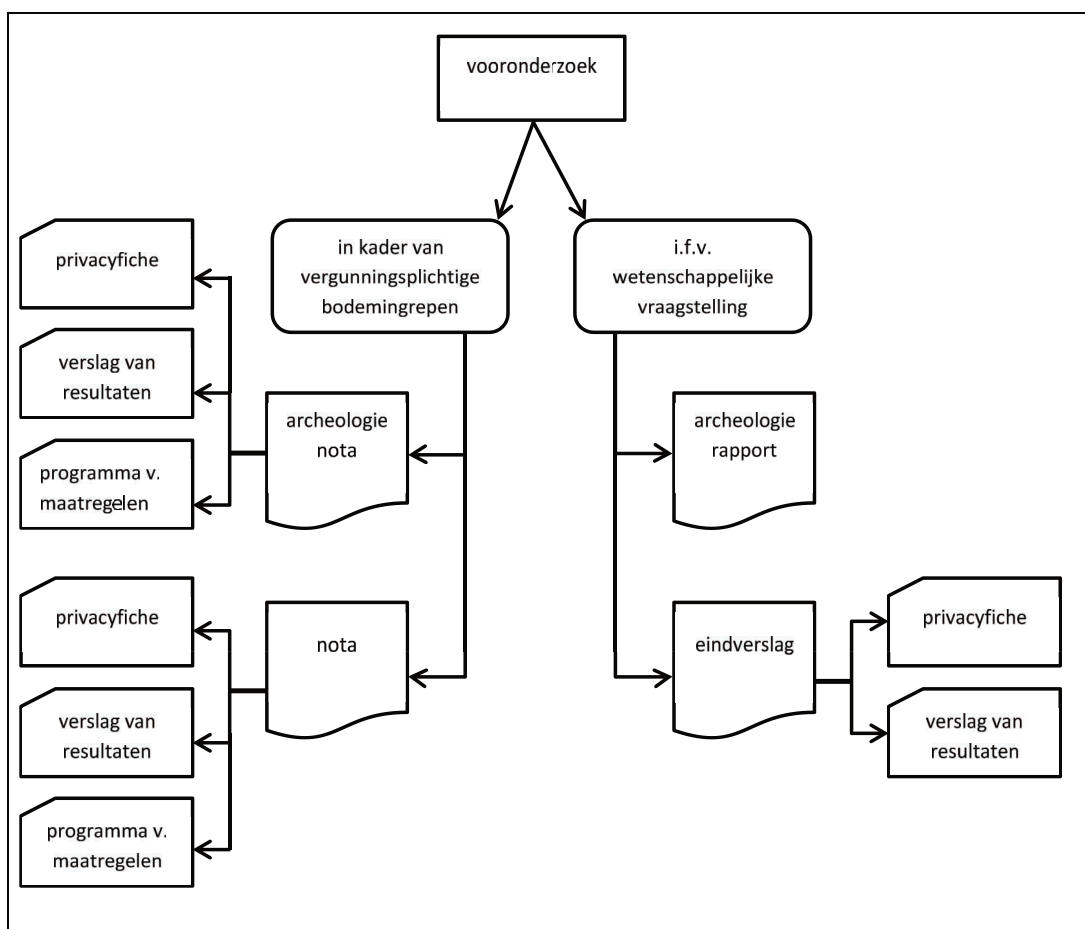 vooronderzoek
in kader van
vergunningsplichtige
bodemingrepen
i.f.v.
wetenschappelijke
vraagstelling
privacyfiche
verslag van
resultaten
programma v.
maatregelen
archeologie
nota
archeologie
rapport
privacyfiche
verslag van
resultaten
programma v.
maatregelen
nota
eindverslag
privacyfiche
verslag van
resultaten